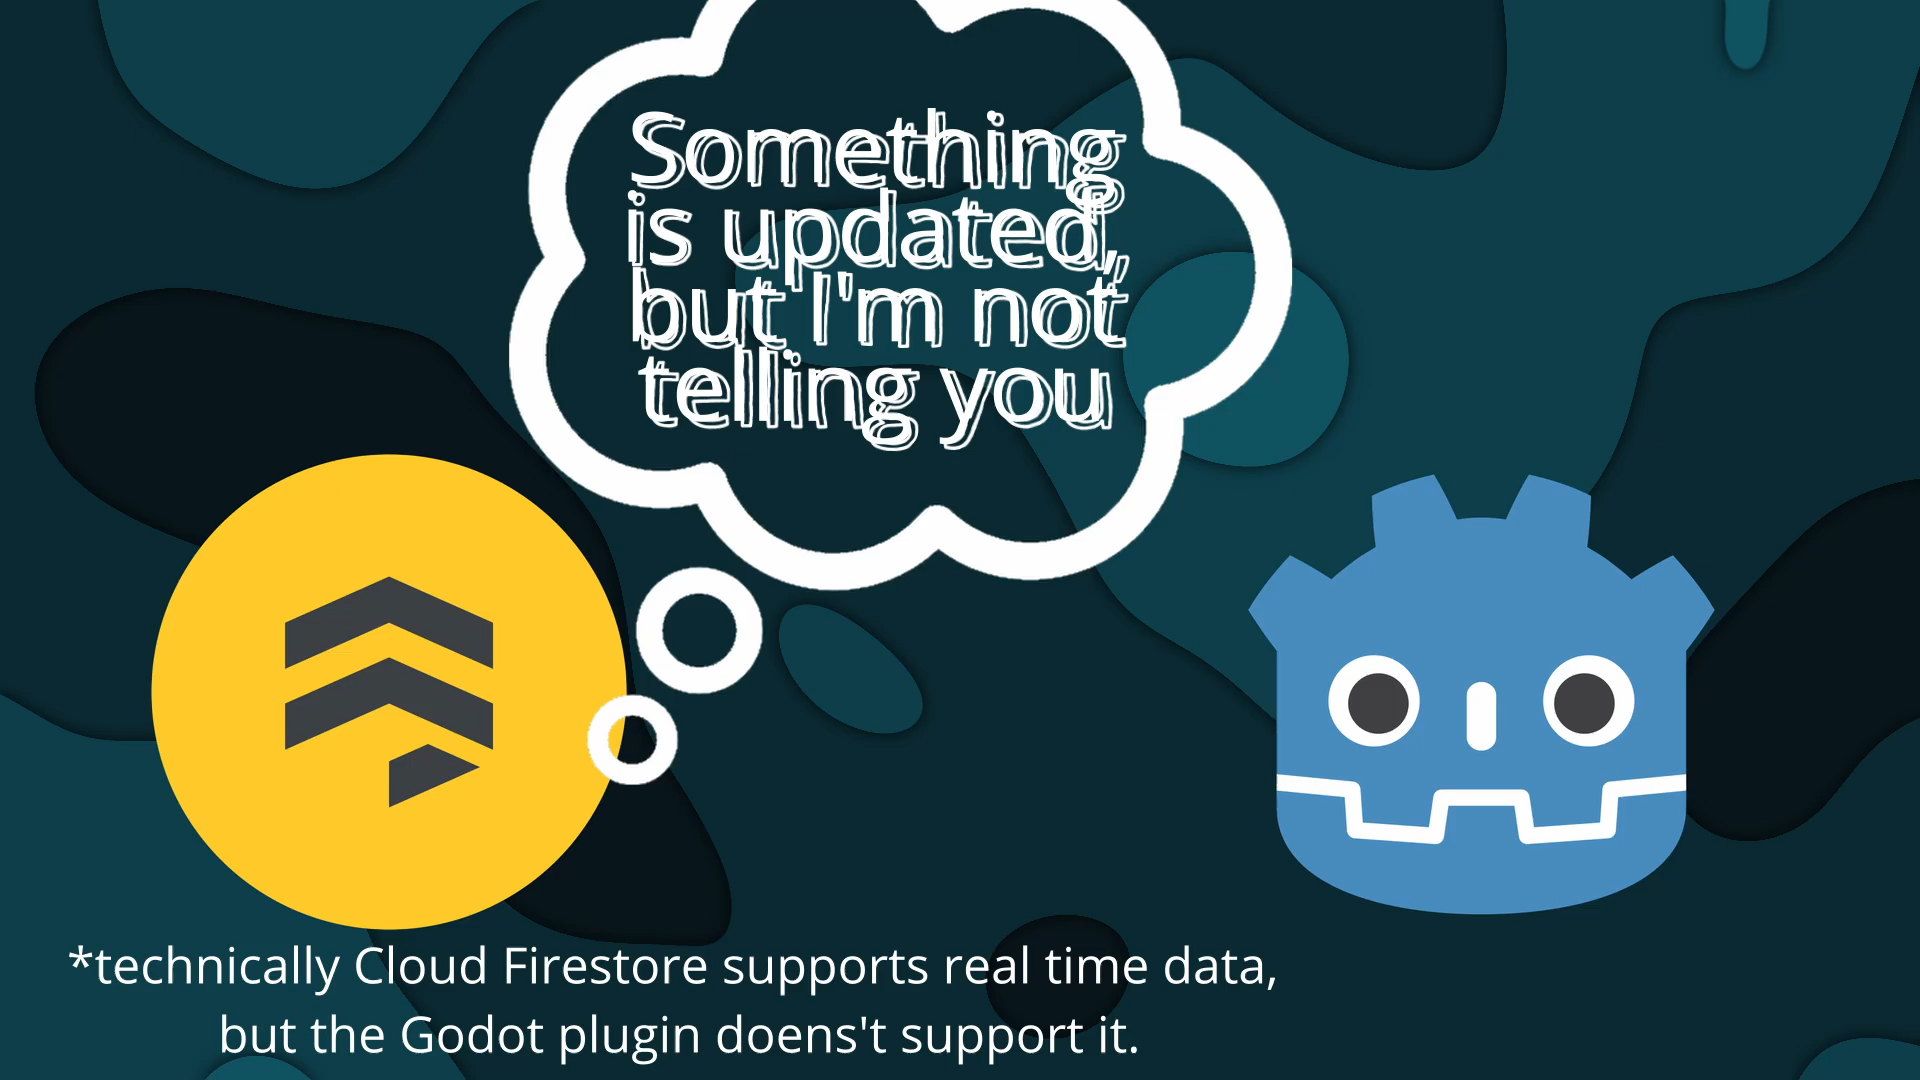 Something
is updated,
but I'm not
telling you
*technically Cloud Firestore supports real time data,
but the Godot plugin doens't support it.